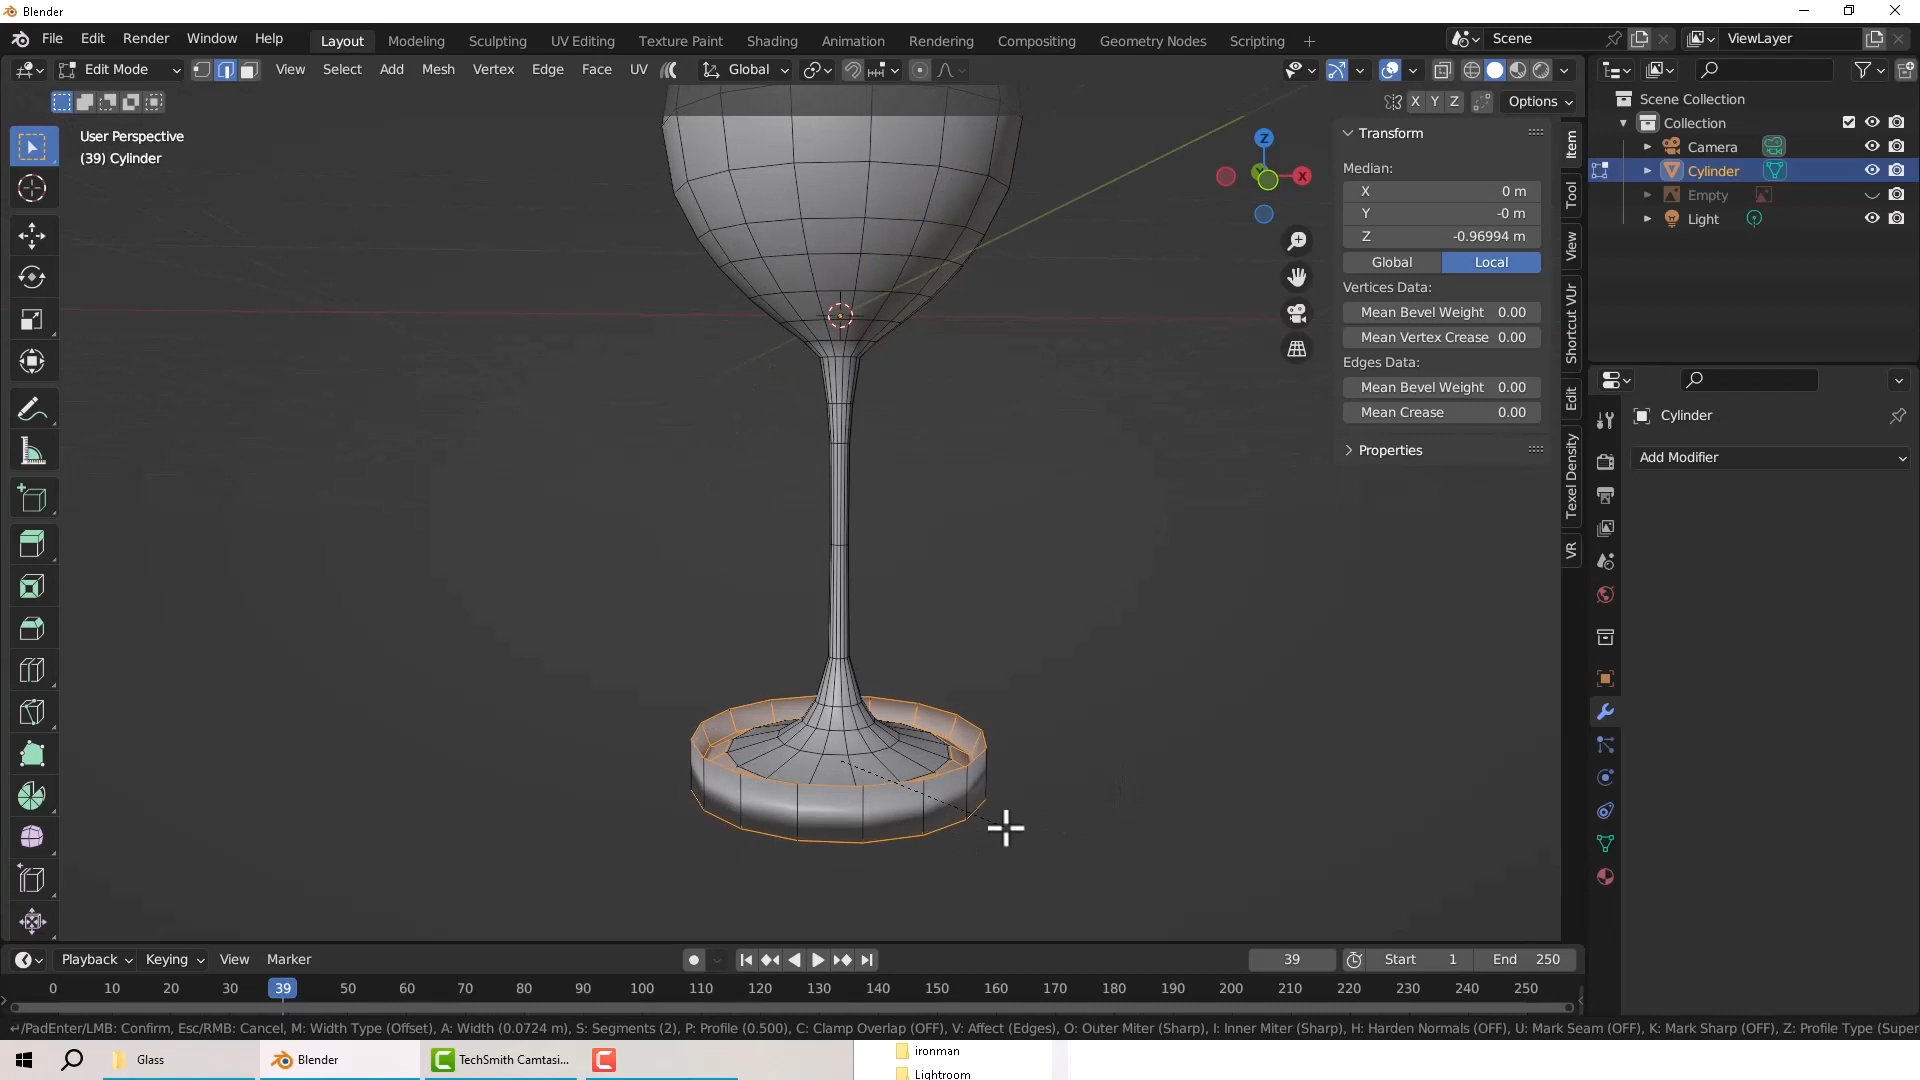 Blender
File Edit Render Window Help
Layout Modeling Sculpting UV Editing Texture Paint Shading Animation Rendering Compositing Geometry Nodes Scripting +
Scene
ViewLayer
Edit Mode
View Select Add Mesh Vertex Edge Face UV
Global
X Y Z
Options
User Perspective
(39) Cylinder
Z
Y
X
Transform
Median:
X 0 m
Y -0 m
Z -0.96994 m
Global Local
Vertices Data:
Mean Bevel Weight 0.00
Mean Vertex Crease 0.00
Edges Data:
Mean Bevel Weight 0.00
Mean Crease 0.00
Properties
Item
Tool
View
Shortcut VUr
Edit
Texel Density
VR
Scene Collection
Collection
Camera
Cylinder
Empty
Light
Cylinder
Add Modifier
Playback Keying View Marker
39
Start 1
End 250
0 10 20 30 39 50 60 70 80 90 100 110 120 130 140 150 160 170 180 190 200 210 220 230 240 250
↵/PadEnter/LMB: Confirm, Esc/RMB: Cancel, M: Width Type (Offset), A: Width (0.0724 m), S: Segments (2), P: Profile (0.500), C: Clamp Overlap (OFF), V: Affect (Edges), O: Outer Miter (Sharp), I: Inner Miter (Sharp), H: Harden Normals (OFF), U: Mark Seam (OFF), K: Mark Sharp (OFF), Z: Profile Type (Super
Glass
Blender
TechSmith Camtasi...
ironman
Lightroom